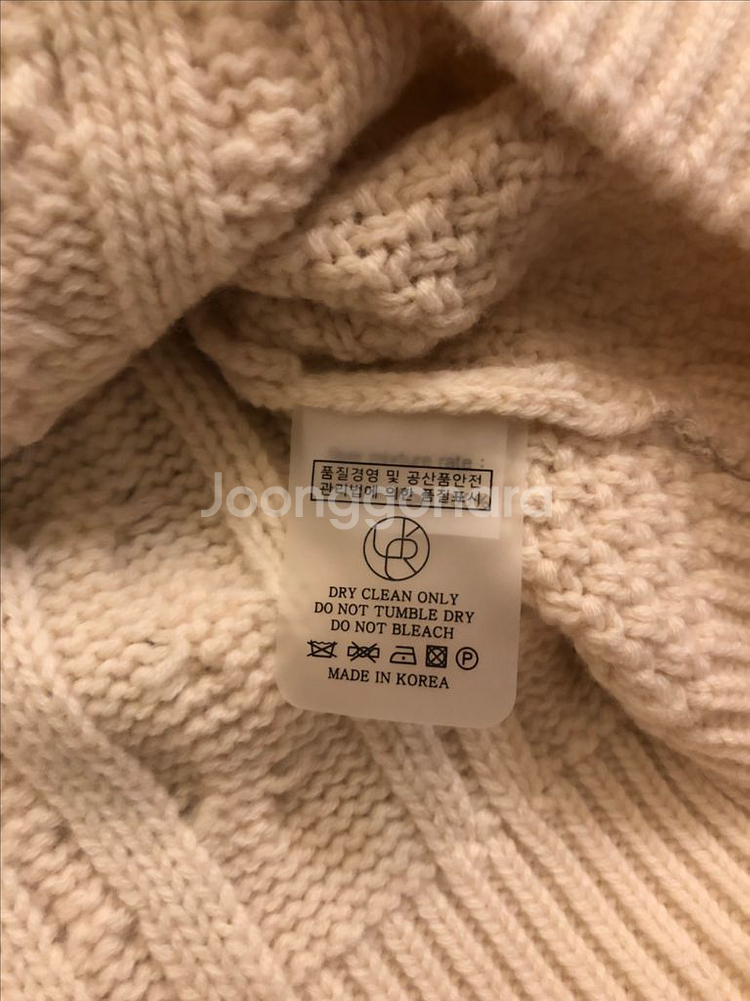 품질경영 및 공산품안전
관리법에 의한 품질표시
Joonggonara
DRY CLEAN ONLY
DO NOT TUMBLE DRY
DO NOT BLEACH
P
MADE IN KOREA